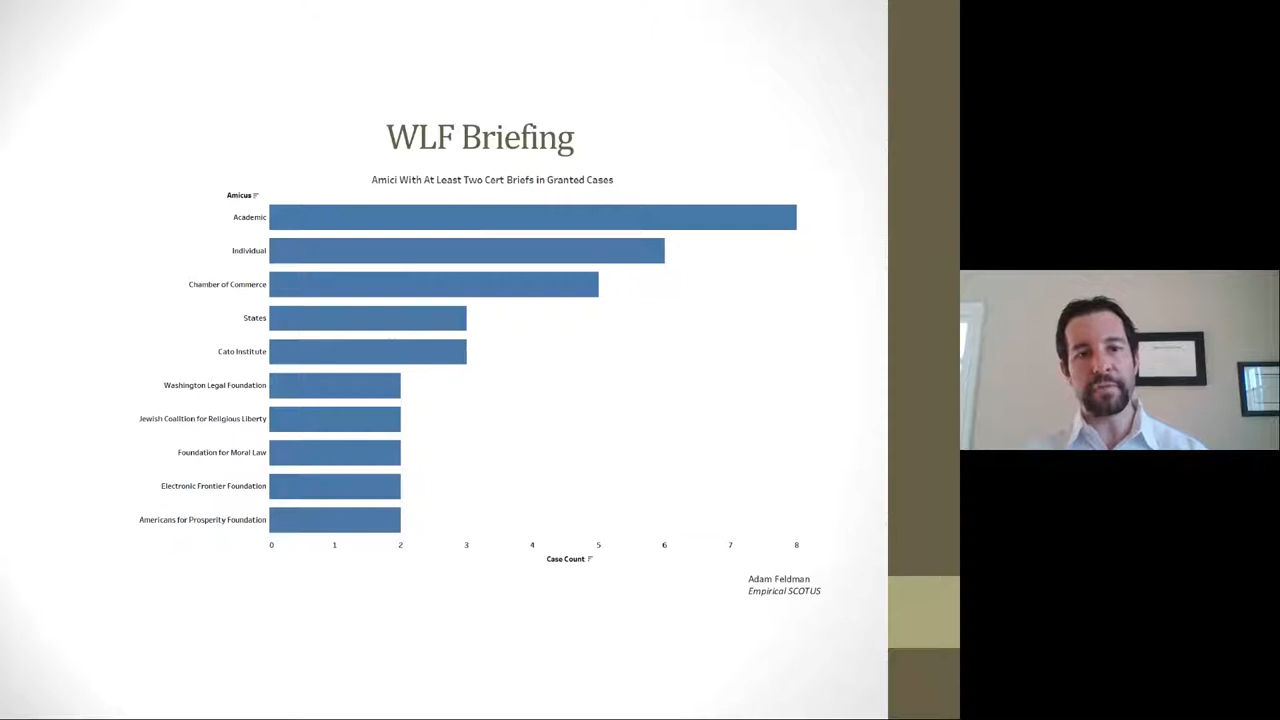 WLF Briefing
Amici With At Least Two Cert Briefs in Granted Cases
Amicus
Academic
Individual
Chamber of Commerce
States
Cato Institute
Washington Legal Foundation
Jewish Coalition for Religious Liberty
Foundation for Moral Law
Electronic Frontier Foundation
Americans for Prosperity Foundation
0 1 2 3 4 5 6 7 8
Case Count
Adam Feldman
Empirical SCOTUS